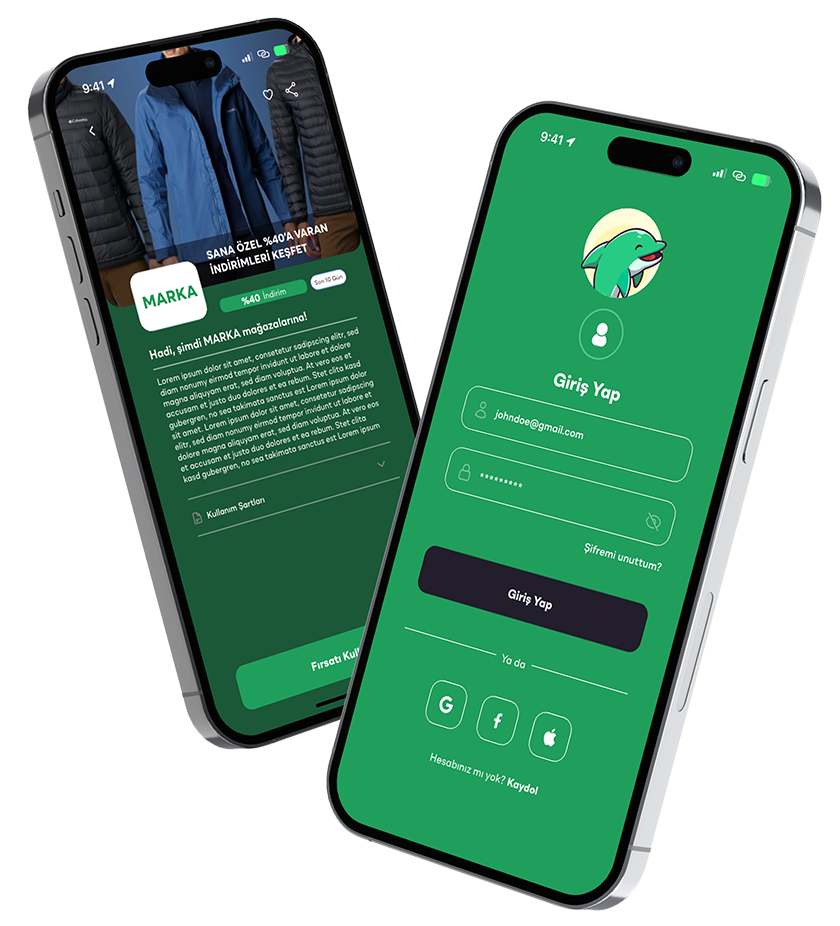 9:41
Columbia
SANA ÖZEL %40'A VARAN
İNDİRİMLERİ KEŞFET
MARKA
%40 İndirim
Son 10 Gün
Hadi, şimdi MARKA mağazalarına!
Lorem ipsum dolor sit amet, consetetur sadipscing elitr, sed
diam nonumy eirmod tempor invidunt ut labore et dolore
magna aliquyam erat, sed diam voluptua. At vero eos et
accusam et justo duo dolores et ea rebum. Stet clita kasd
gubergren, no sea takimata sanctus est Lorem ipsum dolor
sit amet. Lorem ipsum dolor sit amet, consetetur sadipscing
elitr, sed diam nonumy eirmod tempor invidunt ut labore et
dolore magna aliquyam erat, sed diam voluptua. At vero eos
et accusam et justo duo dolores et ea rebum. Stet clita
kasd gubergren, no sea takimata sanctus est Lorem ipsum
Kullanım Şartları
Fırsatı Kul
9:41
Giriş Yap
johndoe@gmail.com
*********
Şifremi unuttum?
Giriş Yap
Ya da
G
f
Hesabınız mı yok? Kaydol